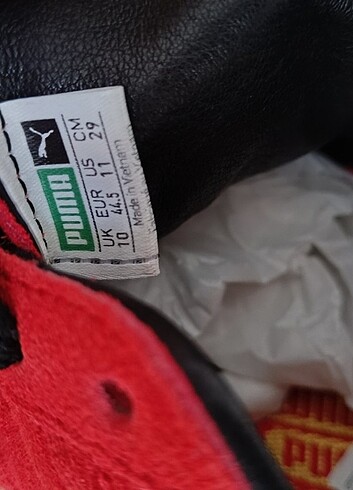 PUMA
UK EUR US CM
10 44.5 11 29
Made in Vietnam
PUMA